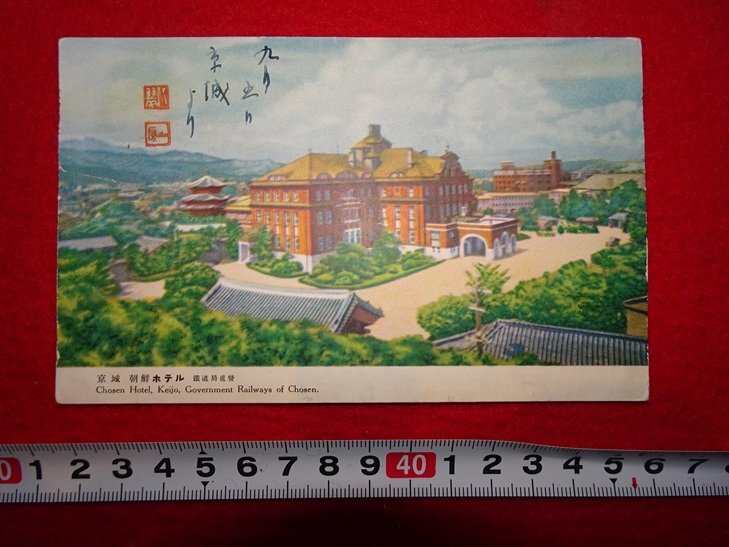 九月
五日
京城
より
京城 朝鮮ホテル 鐵道局直營
Chosen Hotel, Keijo, Government Railways of Chosen.
0 1 2 3 4 5 6 7 8 9 40 1 2 3 4 5 6 7 8